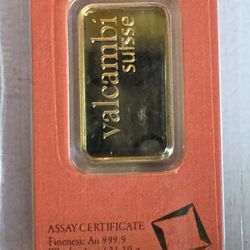 valcambi
suisse
ASSAY CERTIFICATE
Fineness: Au 999.9